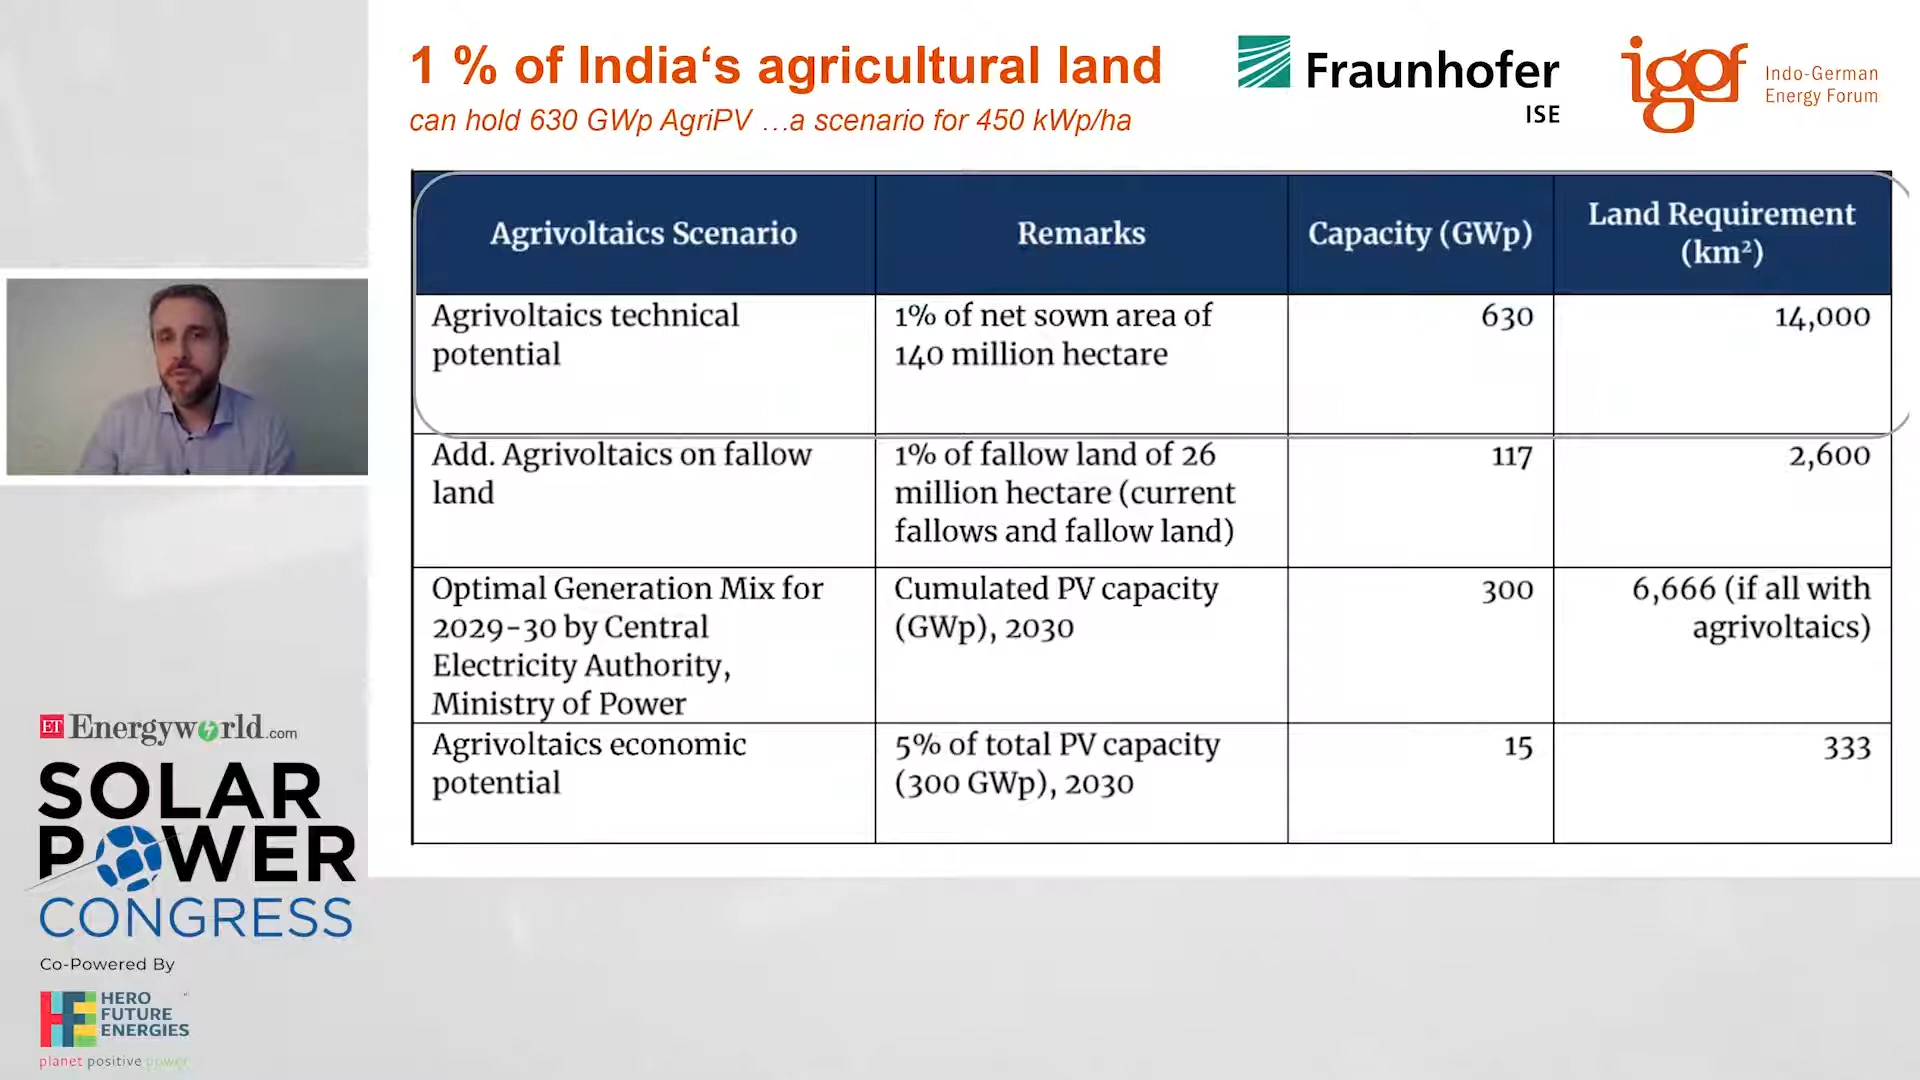 1 % of India‘s agricultural land
can hold 630 GWp AgriPV …a scenario for 450 kWp/ha
Fraunhofer
ISE
igef
Indo-German
Energy Forum
Agrivoltaics Scenario
Remarks
Capacity (GWp)
Land Requirement
(km²)
Agrivoltaics technical
potential
1% of net sown area of
140 million hectare
630
14,000
Add. Agrivoltaics on fallow
land
1% of fallow land of 26
million hectare (current
fallows and fallow land)
117
2,600
Optimal Generation Mix for
2029-30 by Central
Electricity Authority,
Ministry of Power
Cumulated PV capacity
(GWp), 2030
300
6,666 (if all with
agrivoltaics)
Agrivoltaics economic
potential
5% of total PV capacity
(300 GWp), 2030
15
333
ET Energyworld.com
SOLAR
POWER
CONGRESS
Co-Powered By
HFE
HERO
FUTURE
ENERGIES
planet positive power